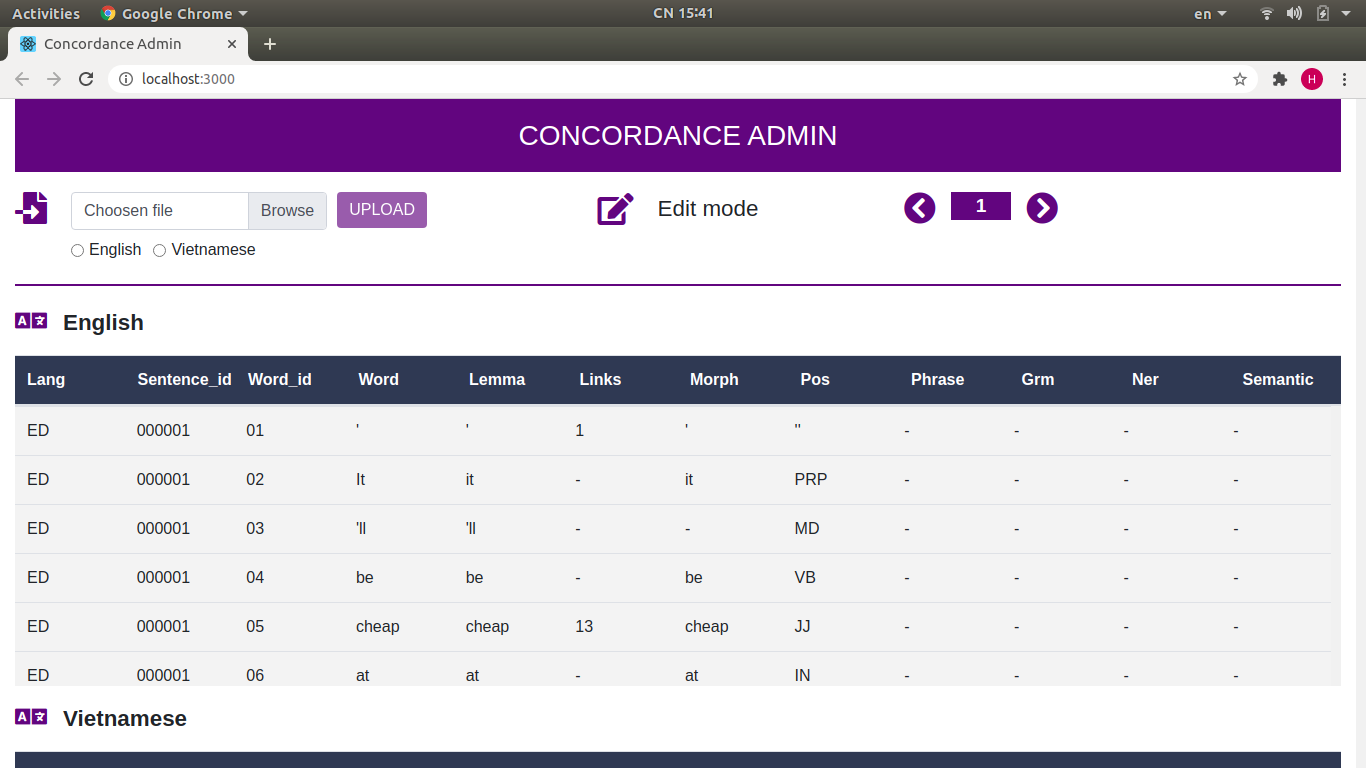 Activities Google Chrome CN 15:41 en
Concordance Admin
localhost:3000 H
CONCORDANCE ADMIN
Choosen file Browse UPLOAD Edit mode 1
English Vietnamese
English
Lang Sentence_id Word_id Word Lemma Links Morph Pos Phrase Grm Ner Semantic
ED 000001 01 ' ' 1 ' '' - - - -
ED 000001 02 It it - it PRP - - - -
ED 000001 03 'll 'll - - MD - - - -
ED 000001 04 be be - be VB - - - -
ED 000001 05 cheap cheap 13 cheap JJ - - - -
ED 000001 06 at at - at IN - - - -
Vietnamese